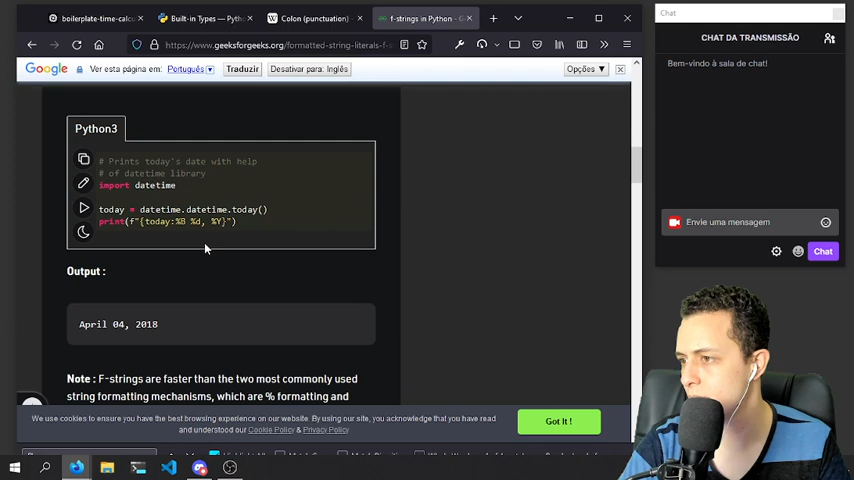 boilerplate-time-calcu
Built-in Types — Pytho
Colon (punctuation) -
f-strings in Python - G
https://www.geeksforgeeks.org/formatted-string-literals-f-s
Google
Ver esta página em:
Português
Traduzir
Desativar para: Inglês
Opções
Python3
# Prints today's date with help
# of datetime library
import datetime
today = datetime.datetime.today()
print(f"{today:%B %d, %Y}")
Output :
April 04, 2018
Note : F-strings are faster than the two most commonly used
string formatting mechanisms, which are % formatting and
We use cookies to ensure you have the best browsing experience on our website. By using our site, you acknowledge that you have read
and understood our Cookie Policy & Privacy Policy
Got It !
Chat
CHAT DA TRANSMISSÃO
Bem-vindo à sala de chat!
Envie uma mensagem
Chat